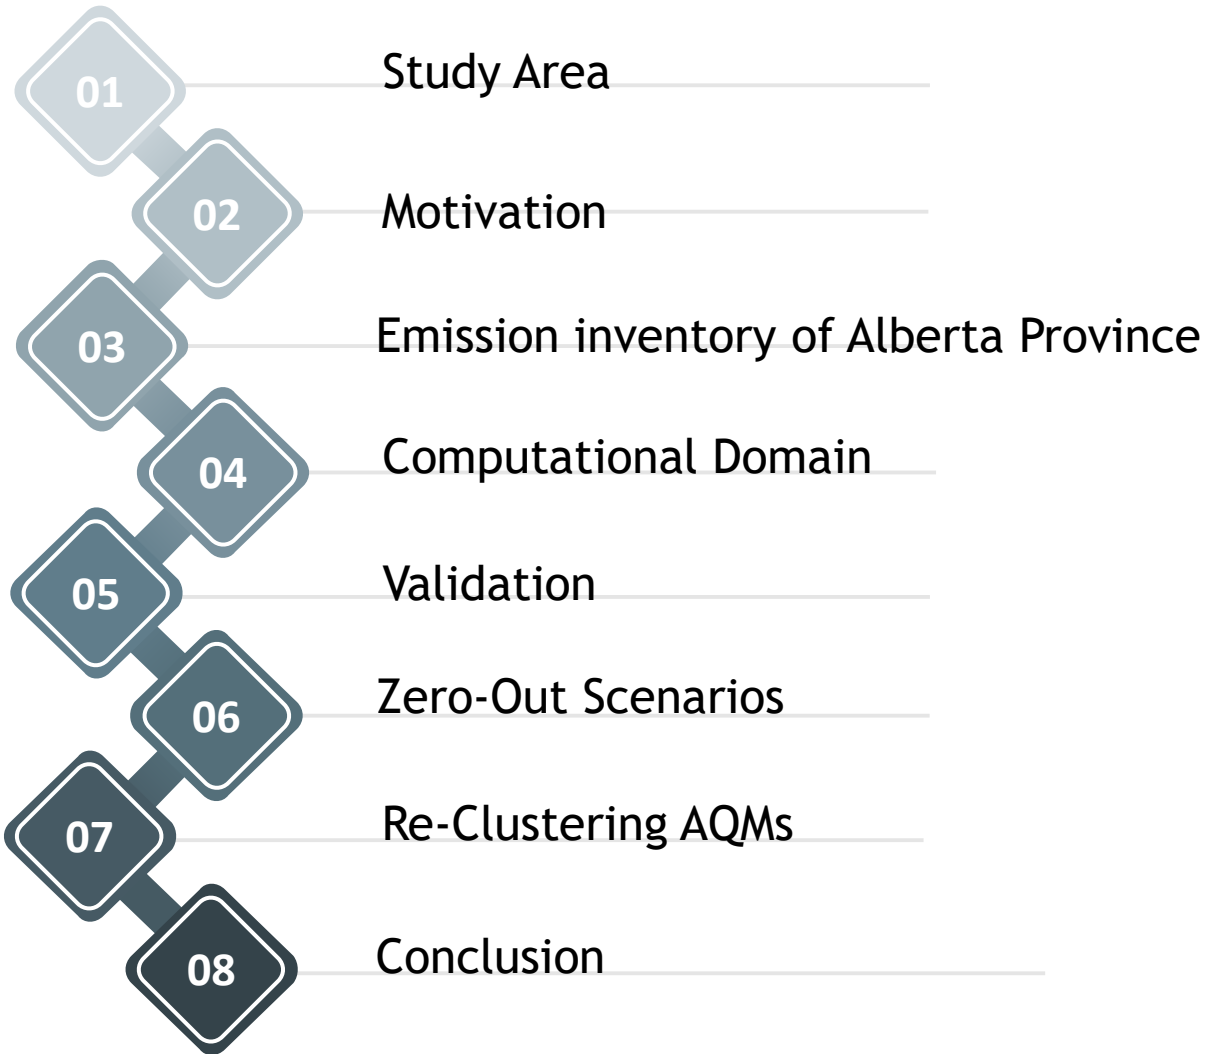 01 Study Area
02 Motivation
03 Emission inventory of Alberta Province
04 Computational Domain
05 Validation
06 Zero-Out Scenarios
07 Re-Clustering AQMs
08 Conclusion